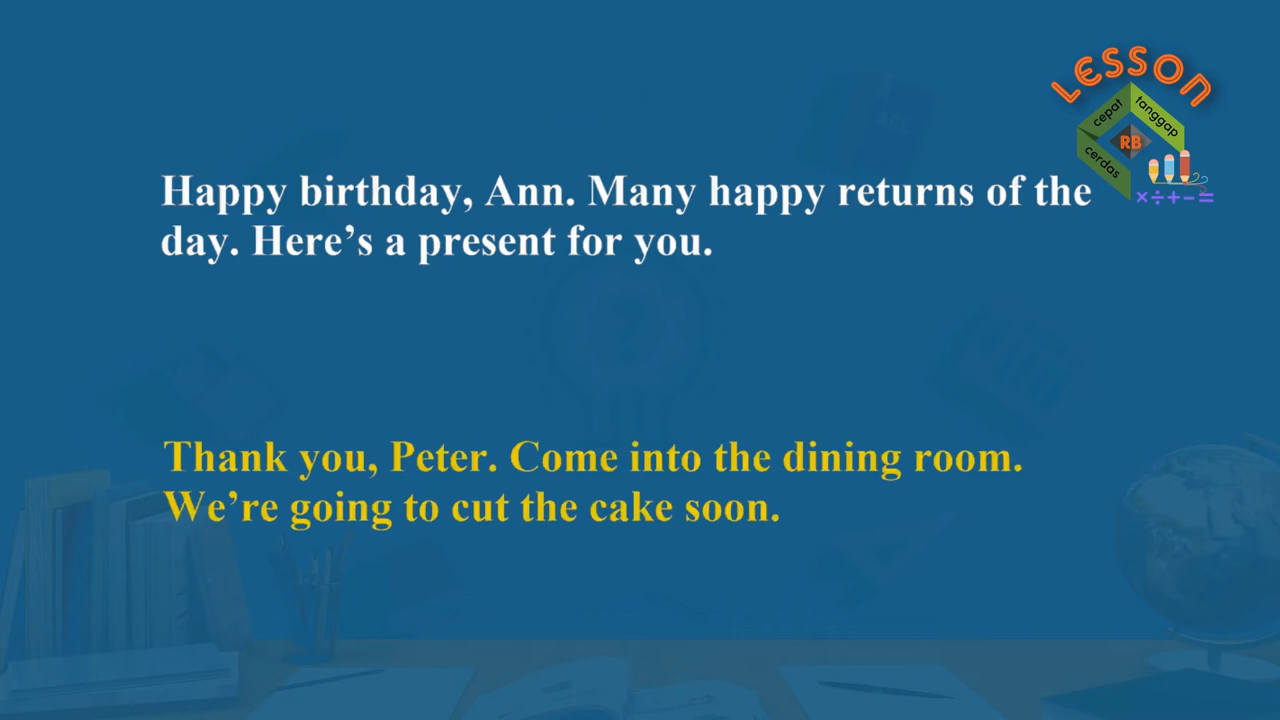 LESSON
cepat tanggap
RB
cerdas
×÷+-=
Happy birthday, Ann. Many happy returns of the
day. Here’s a present for you.
Thank you, Peter. Come into the dining room.
We’re going to cut the cake soon.